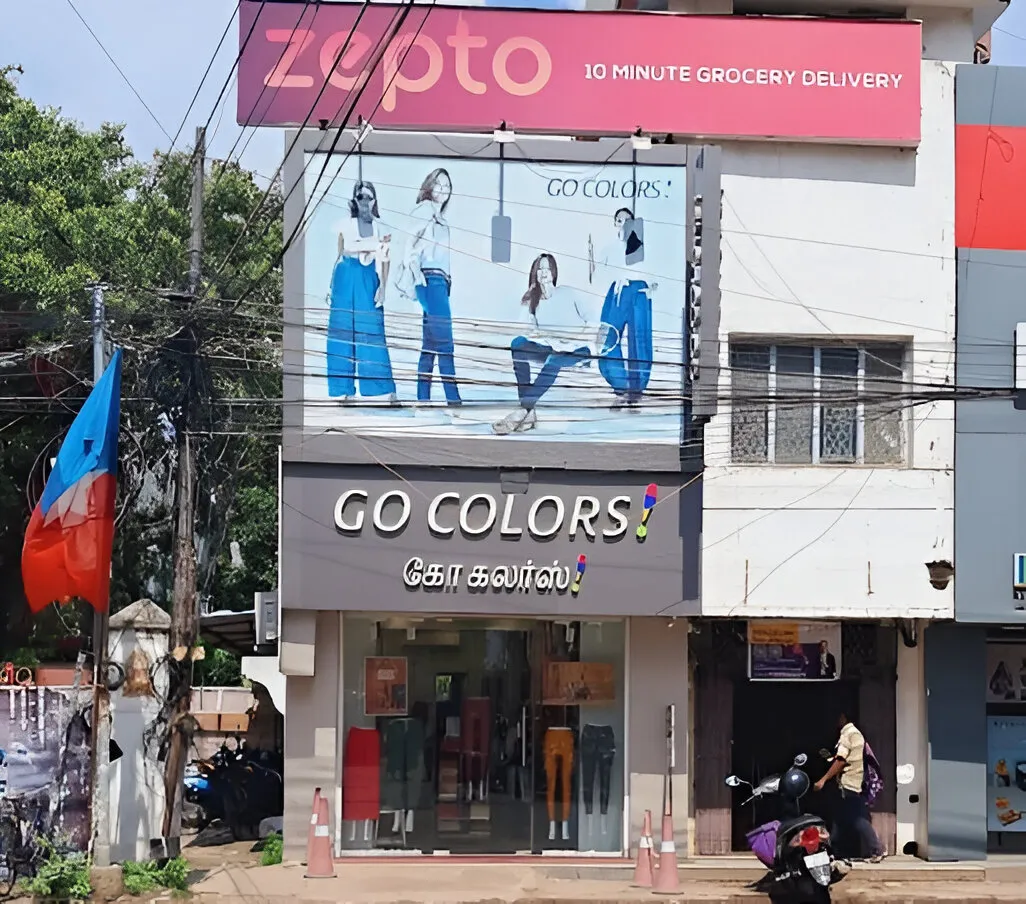 zepto
10 MINUTE GROCERY DELIVERY
GO COLORS!
GO COLORS!
கோ கலர்ஸ்!